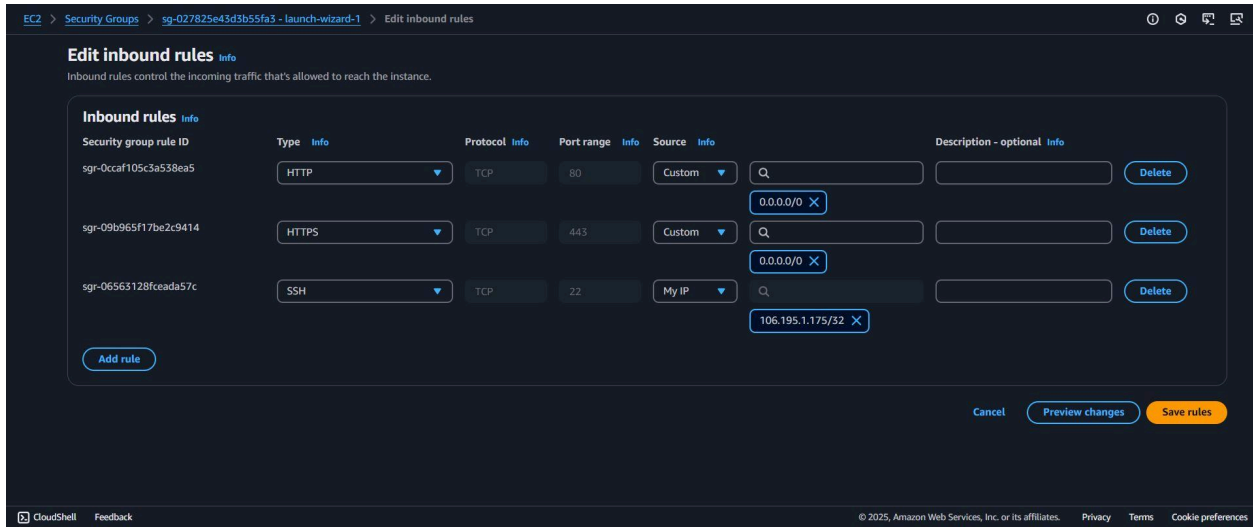 EC2 > Security Groups > sg-027825e43d3b55fa3 - launch-wizard-1 > Edit inbound rules
Edit inbound rules Info
Inbound rules control the incoming traffic that's allowed to reach the instance.
Inbound rules Info
Security group rule ID Type Info Protocol Info Port range Info Source Info Description - optional Info
sgr-0ccaf105c3a538ea5 HTTP TCP 80 Custom Delete
0.0.0.0/0
sgr-09b965f17be2c9414 HTTPS TCP 443 Custom Delete
0.0.0.0/0
sgr-06563128fceada57c SSH TCP 22 My IP Delete
106.195.1.175/32
Add rule
Cancel Preview changes Save rules
CloudShell Feedback © 2025, Amazon Web Services, Inc. or its affiliates. Privacy Terms Cookie preferences